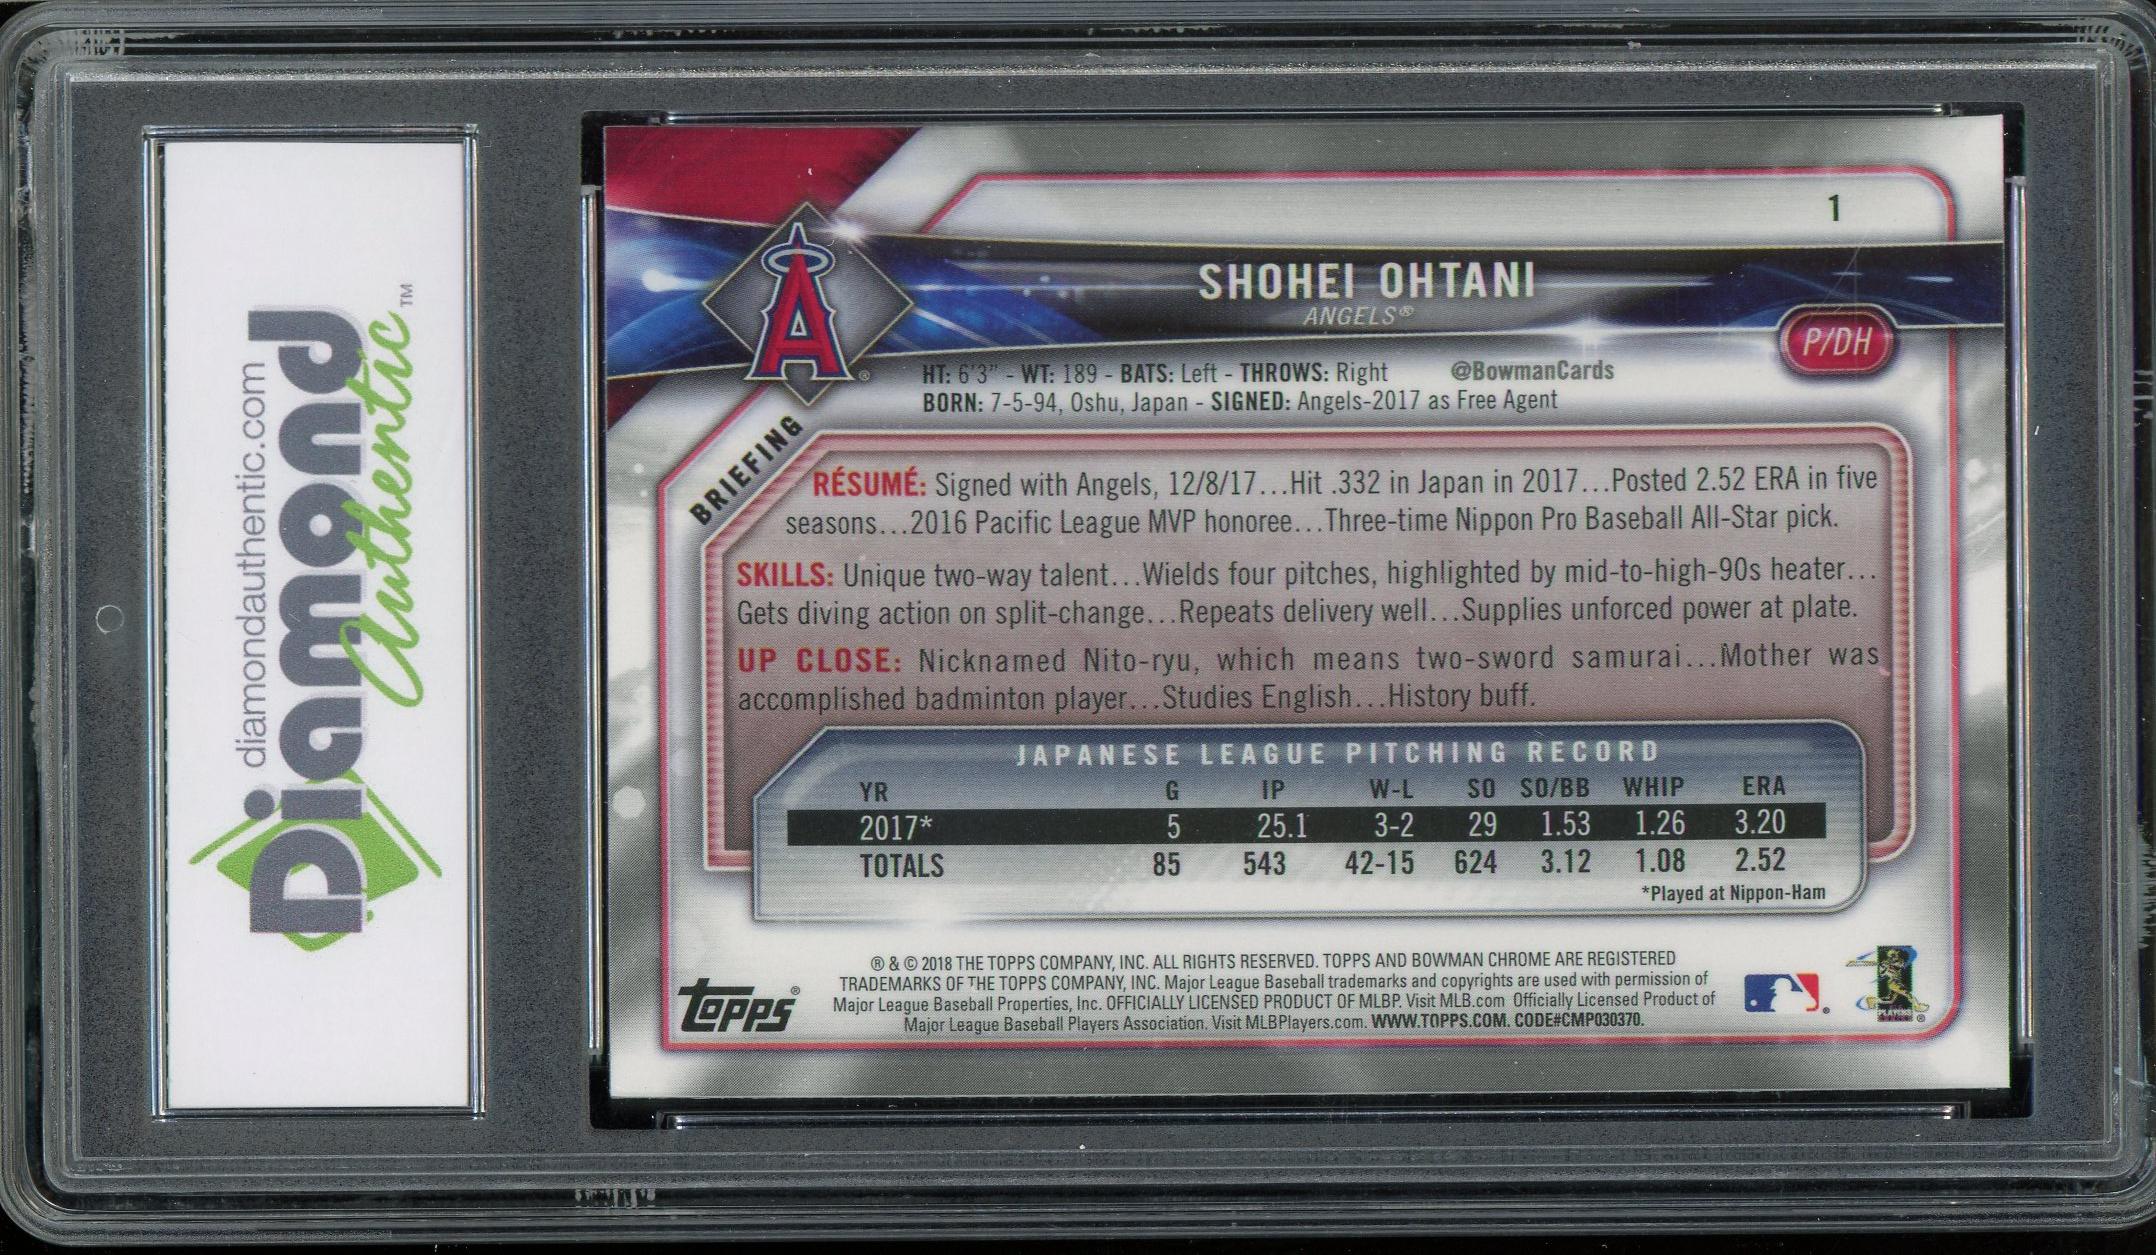 diamondauthentic.com
Diamond
Authentic™
1
SHOHEI OHTANI
ANGELS®
P/DH
A®
HT: 6'3" - WT: 189 - BATS: Left - THROWS: Right @BowmanCards
BORN: 7-5-94, Oshu, Japan - SIGNED: Angels-2017 as Free Agent
BRIEFING
RÉSUMÉ: Signed with Angels, 12/8/17...Hit .332 in Japan in 2017...Posted 2.52 ERA in five
seasons...2016 Pacific League MVP honoree...Three-time Nippon Pro Baseball All-Star pick.
SKILLS: Unique two-way talent...Wields four pitches, highlighted by mid-to-high-90s heater...
Gets diving action on split-change...Repeats delivery well...Supplies unforced power at plate.
UP CLOSE: Nicknamed Nito-ryu, which means two-sword samurai...Mother was
accomplished badminton player...Studies English...History buff.
JAPANESE LEAGUE PITCHING RECORD
YR G IP W-L SO SO/BB WHIP ERA
2017* 5 25.1 3-2 29 1.53 1.26 3.20
TOTALS 85 543 42-15 624 3.12 1.08 2.52
*Played at Nippon-Ham
® & © 2018 THE TOPPS COMPANY, INC. ALL RIGHTS RESERVED. TOPPS AND BOWMAN CHROME ARE REGISTERED
TRADEMARKS OF THE TOPPS COMPANY, INC. Major League Baseball trademarks and copyrights are used with permission of
Major League Baseball Properties, Inc. OFFICIALLY LICENSED PRODUCT OF MLBP. Visit MLB.com Officially Licensed Product of
Major League Baseball Players Association. Visit MLBPlayers.com. WWW.TOPPS.COM. CODE#CMP030370.
TOPPS®
PLAYERS